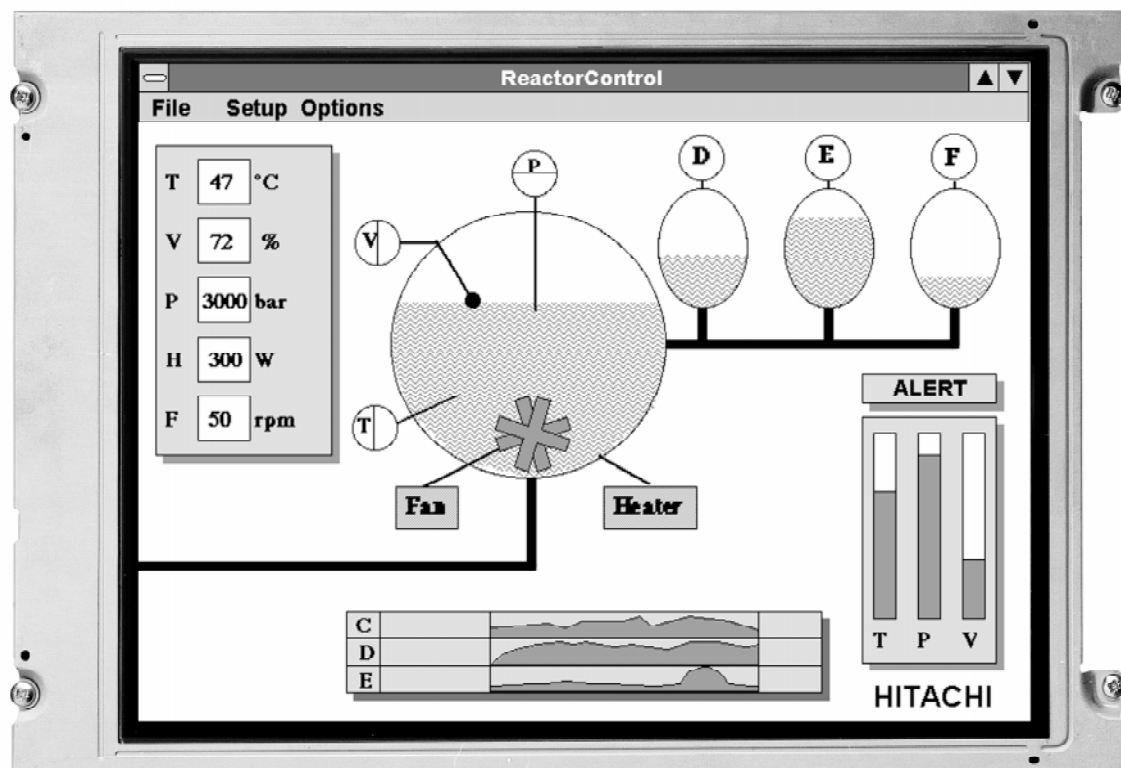 ReactorControl
File Setup Options
T 47 °C
V 72 %
P 3000 bar
H 300 W
F 50 rpm
P
V
T
Fan
Heater
D E F
ALERT
T P V
C
D
E
HITACHI